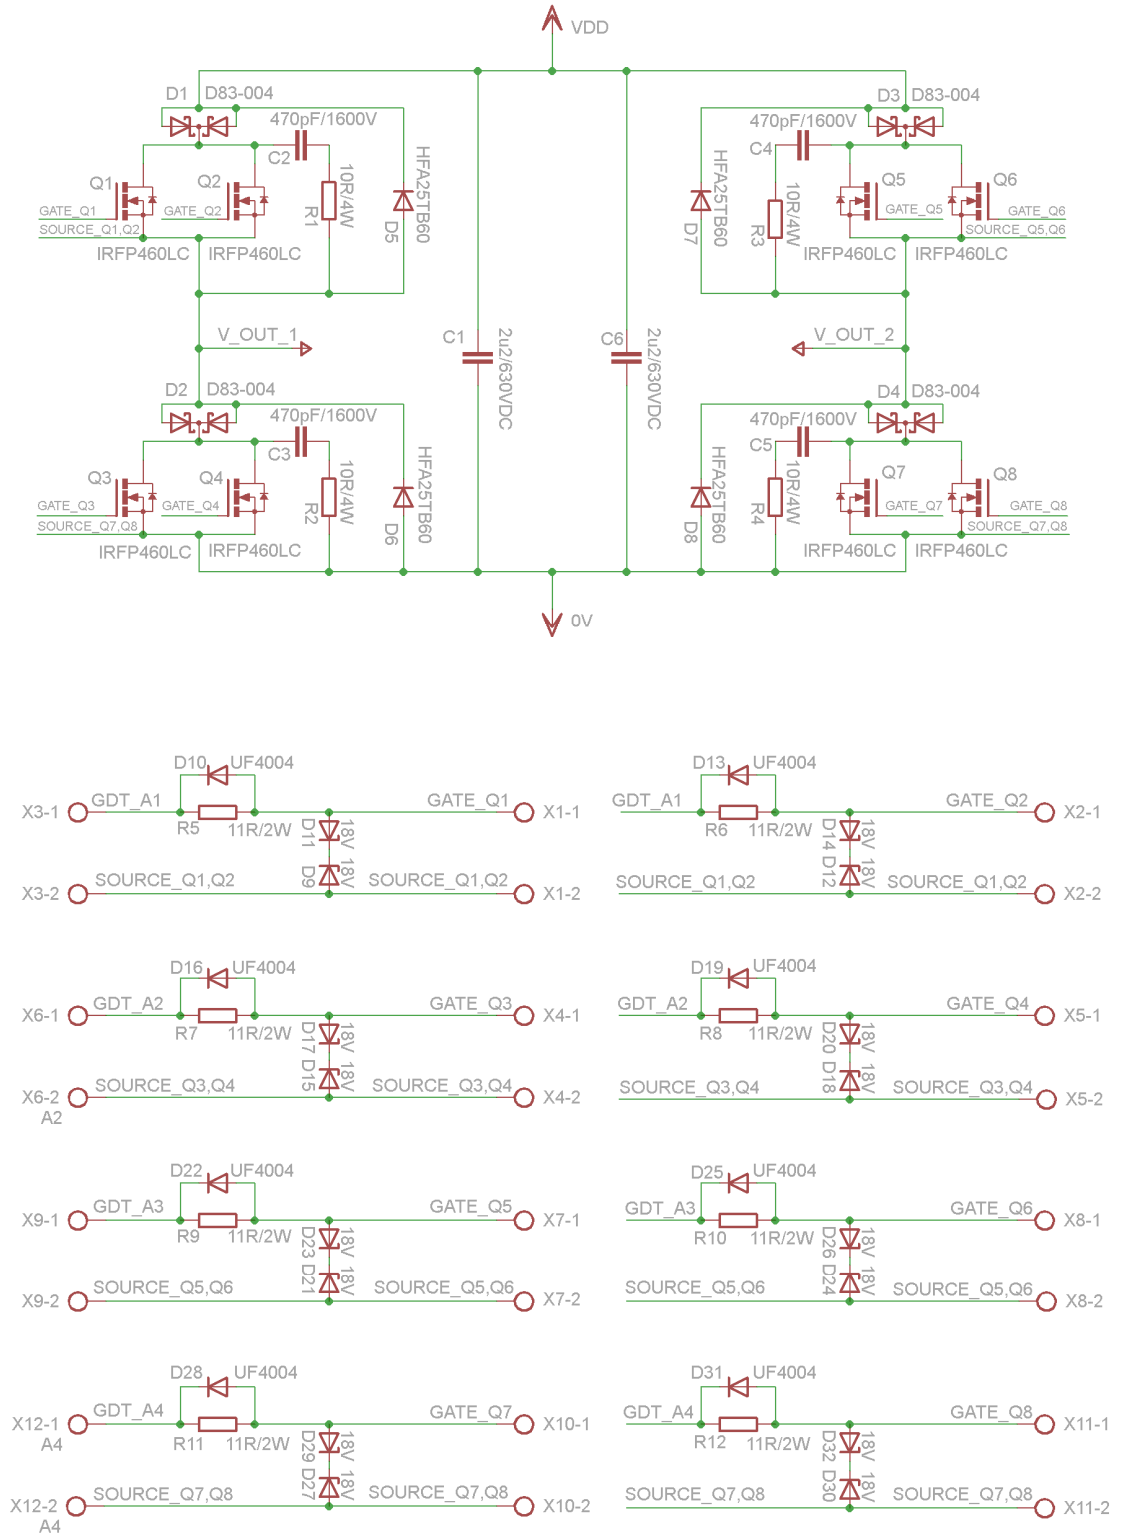 VDD
D1 D83-004
D3 D83-004
470pF/1600V
470pF/1600V
C2
C4
Q1
Q2
Q5
Q6
10R/4W
R1
HFA25TB60
D5
HFA25TB60
D7
10R/4W
R3
GATE_Q1
GATE_Q2
GATE_Q5
GATE_Q6
SOURCE_Q1,Q2
SOURCE_Q5,Q6
IRFP460LC
IRFP460LC
IRFP460LC
IRFP460LC
V_OUT_1
C1
2u2/630VDC
C6
2u2/630VDC
V_OUT_2
D2 D83-004
D4 D83-004
470pF/1600V
470pF/1600V
C3
C5
Q3
Q4
Q7
Q8
10R/4W
R2
HFA25TB60
D6
HFA25TB60
D8
10R/4W
R4
GATE_Q3
GATE_Q4
GATE_Q7
GATE_Q8
SOURCE_Q7,Q8
SOURCE_Q7,Q8
IRFP460LC
IRFP460LC
IRFP460LC
IRFP460LC
0V
D10 UF4004
D13 UF4004
X3-1
GDT_A1
GATE_Q1
X1-1
GDT_A1
GATE_Q2
X2-1
R5 11R/2W
D11 18V
R6 11R/2W
D14 18V
D9 18V
D12 18V
X3-2
SOURCE_Q1,Q2
SOURCE_Q1,Q2
X1-2
SOURCE_Q1,Q2
SOURCE_Q1,Q2
X2-2
D16 UF4004
D19 UF4004
X6-1
GDT_A2
GATE_Q3
X4-1
GDT_A2
GATE_Q4
X5-1
R7 11R/2W
D17 18V
R8 11R/2W
D20 18V
D15 18V
D18 18V
X6-2
A2
SOURCE_Q3,Q4
SOURCE_Q3,Q4
X4-2
SOURCE_Q3,Q4
SOURCE_Q3,Q4
X5-2
D22 UF4004
D25 UF4004
X9-1
GDT_A3
GATE_Q5
X7-1
GDT_A3
GATE_Q6
X8-1
R9 11R/2W
D23 18V
R10 11R/2W
D26 18V
D21 18V
D24 18V
X9-2
SOURCE_Q5,Q6
SOURCE_Q5,Q6
X7-2
SOURCE_Q5,Q6
SOURCE_Q5,Q6
X8-2
D28 UF4004
D31 UF4004
X12-1
A4
GDT_A4
GATE_Q7
X10-1
GDT_A4
GATE_Q8
X11-1
R11 11R/2W
D29 18V
R12 11R/2W
D32 18V
D27 18V
D30 18V
X12-2
A4
SOURCE_Q7,Q8
SOURCE_Q7,Q8
X10-2
SOURCE_Q7,Q8
SOURCE_Q7,Q8
X11-2